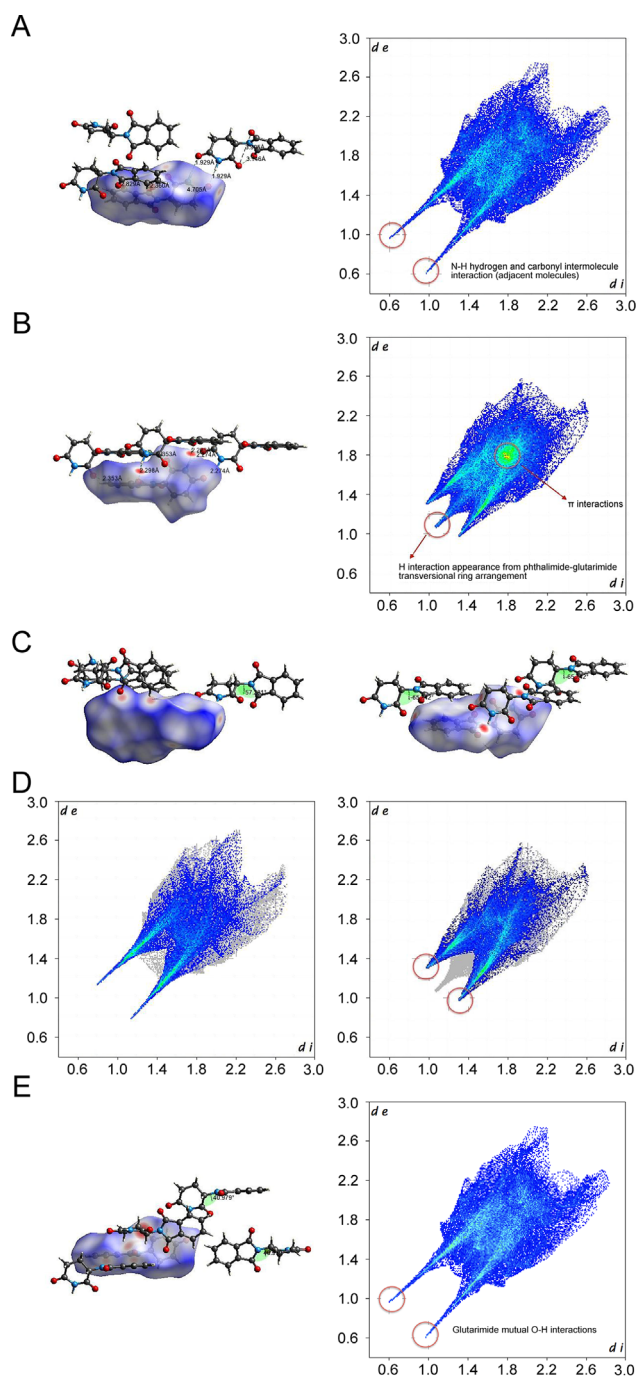 A
d e
3.0
2.6
2.2
1.8
1.4
1.0
0.6
1.929Å
1.929Å
4.705Å
N-H hydrogen and carbonyl intermolecule
interaction (adjacent molecules)
d i
0.6 1.0 1.4 1.8 2.2 2.6 3.0
B
d e
3.0
2.6
2.2
1.8
1.4
1.0
0.6
2.298Å
2.353Å
2.274Å
π interactions
H interaction appearance from phthalimide-glutarimide
transversional ring arrangement
d i
0.6 1.0 1.4 1.8 2.2 2.6 3.0
C
D
3.0
d e
2.6
2.2
1.8
1.4
1.0
0.6
d i
0.6 1.0 1.4 1.8 2.2 2.6 3.0
3.0
d e
2.6
2.2
1.8
1.4
1.0
0.6
d i
0.6 1.0 1.4 1.8 2.2 2.6 3.0
E
3.0
d e
2.6
2.2
1.8
1.4
1.0
0.6
40.979°
Glutarimide mutual O-H interactions
d i
0.6 1.0 1.4 1.8 2.2 2.6 3.0